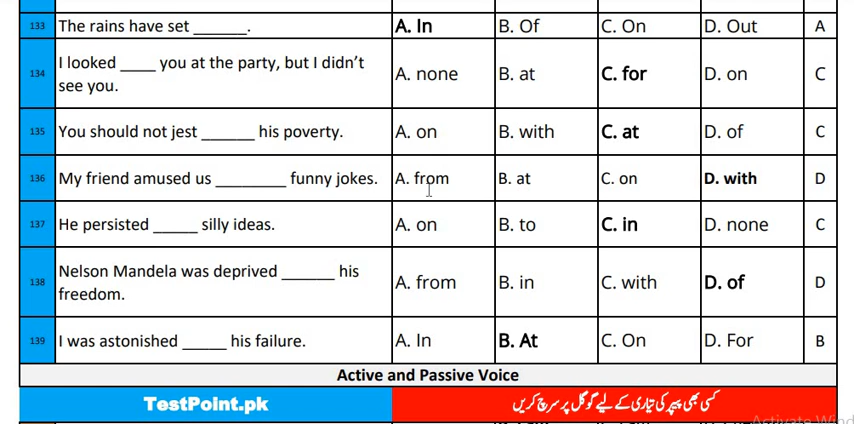 133 The rains have set ______. A. In B. Of C. On D. Out A
134 I looked ____ you at the party, but I didn't see you. A. none B. at C. for D. on C
135 You should not jest ______ his poverty. A. on B. with C. at D. of C
136 My friend amused us ________ funny jokes. A. from B. at C. on D. with D
137 He persisted _____ silly ideas. A. on B. to C. in D. none C
138 Nelson Mandela was deprived ______ his freedom. A. from B. in C. with D. of D
139 I was astonished _____ his failure. A. In B. At C. On D. For B
Active and Passive Voice
TestPoint.pk کسی بھی پیپر کی تیاری کے لیے گوگل پر سرچ کریں